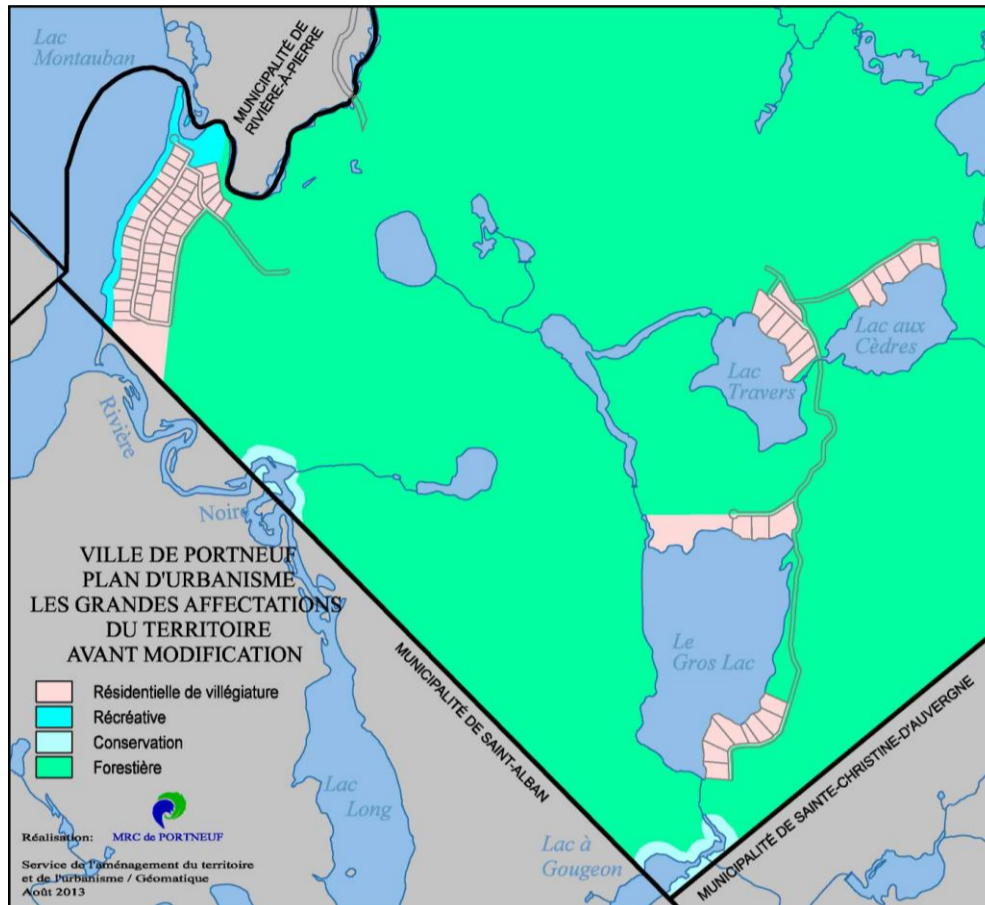 Lac
Montauban
MUNICIPALITÉ DE
RIVIÈRE-À-PIERRE
Lac aux
Cèdres
Lac
Travers
Rivière
Noire
VILLE DE PORTNEUF
PLAN D'URBANISME
LES GRANDES AFFECTATIONS
DU TERRITOIRE
AVANT MODIFICATION
Résidentielle de villégiature
Récréative
Conservation
Forestière
Le
Gros Lac
MUNICIPALITÉ DE SAINT-ALBAN
MUNICIPALITÉ DE SAINTE-CHRISTINE-D'AUVERGNE
Lac
Long
Lac à
Gougeon
Réalisation:
MRC de PORTNEUF
Service de l'aménagement du territoire
et de l'urbanisme / Géomatique
Août 2013